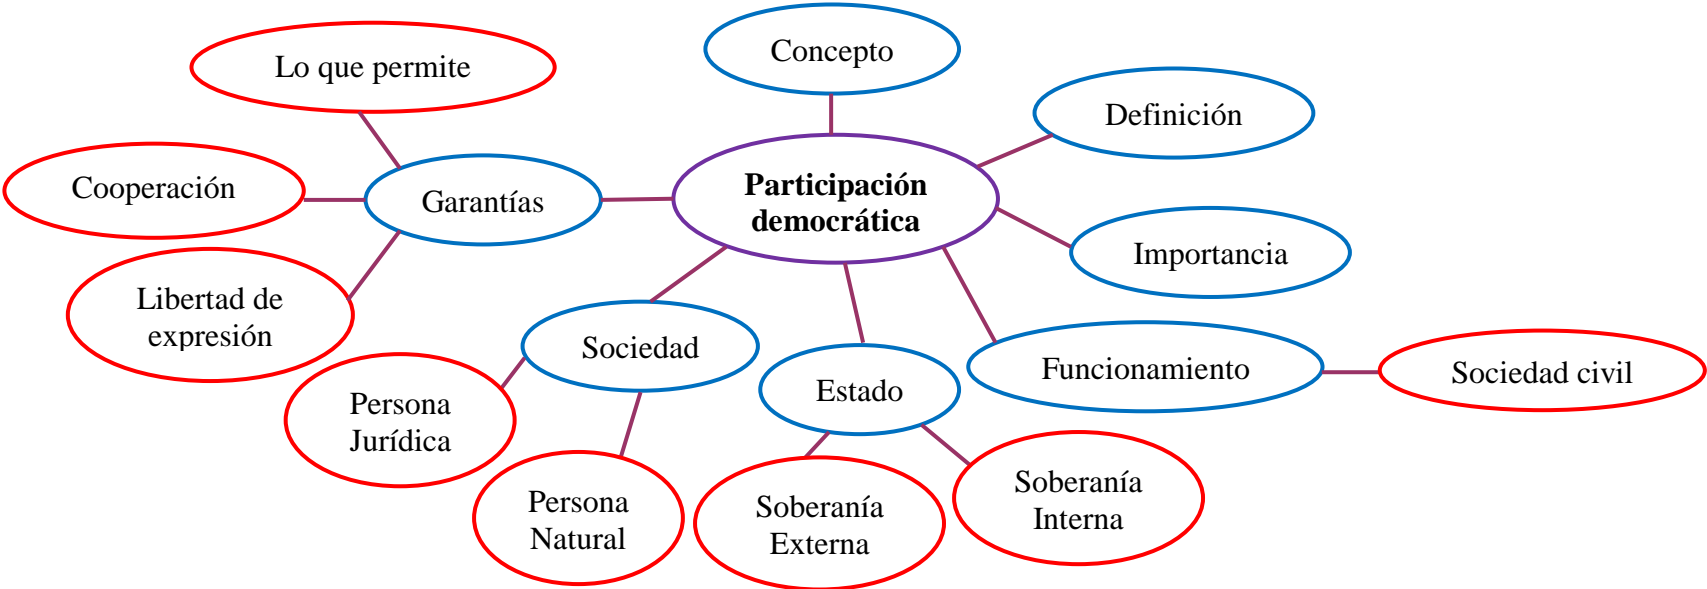 Concepto
Lo que permite
Definición
Cooperación
Garantías
Participación
democrática
Importancia
Libertad de
expresión
Sociedad
Funcionamiento
Sociedad civil
Estado
Persona
Jurídica
Persona
Natural
Soberanía
Externa
Soberanía
Interna